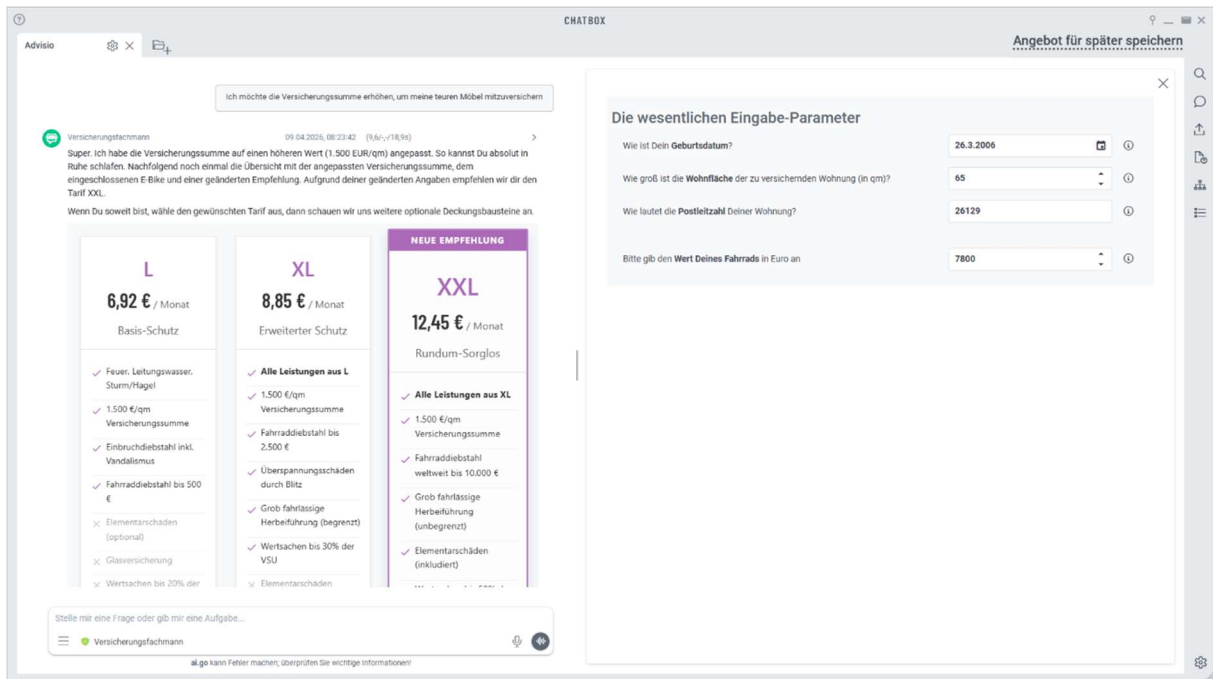 CHATBOX
Advisio
Angebot für später speichern
Ich möchte die Versicherungssumme erhöhen, um meine teuren Möbel mitzuversichern
Versicherungsfachmann 09.04.2026, 08:23:42 (9,6/-,-/18,9s)
Super. Ich habe die Versicherungssumme auf einen höheren Wert (1.500 EUR/qm) angepasst. So kannst Du absolut in
Ruhe schlafen. Nachfolgend noch einmal die Übersicht mit der angepassten Versicherungssumme, dem
eingeschlossenen E-Bike und einer geänderten Empfehlung. Aufgrund deiner geänderten Angaben empfehlen wir dir den
Tarif XXL.
Wenn Du soweit bist, wähle den gewünschten Tarif aus, dann schauen wir uns weitere optionale Deckungsbausteine an.
L
6,92 € / Monat
Basis-Schutz
Feuer, Leitungswasser,
Sturm/Hagel
1.500 €/qm
Versicherungssumme
Einbruchdiebstahl inkl.
Vandalismus
Fahrraddiebstahl bis 500
€
Elementarschäden
(optional)
Glasversicherung
Wertsachen bis 20% der
XL
8,85 € / Monat
Erweiterter Schutz
Alle Leistungen aus L
1.500 €/qm
Versicherungssumme
Fahrraddiebstahl bis
2.500 €
Überspannungsschäden
durch Blitz
Grob fahrlässige
Herbeiführung (begrenzt)
Wertsachen bis 30% der
VSU
Elementarschäden
NEUE EMPFEHLUNG
XXL
12,45 € / Monat
Rundum-Sorglos
Alle Leistungen aus XL
1.500 €/qm
Versicherungssumme
Fahrraddiebstahl
weltweit bis 10.000 €
Grob fahrlässige
Herbeiführung
(unbegrenzt)
Elementarschäden
(inkludiert)
Stelle mir eine Frage oder gib mir eine Aufgabe...
Versicherungsfachmann
ai.go kann Fehler machen, überprüfen Sie wichtige Informationen!
Die wesentlichen Eingabe-Parameter
Wie ist Dein Geburtsdatum? 26.3.2006
Wie groß ist die Wohnfläche der zu versichernden Wohnung (in qm)? 65
Wie lautet die Postleitzahl Deiner Wohnung? 26129
Bitte gib den Wert Deines Fahrrads in Euro an 7800